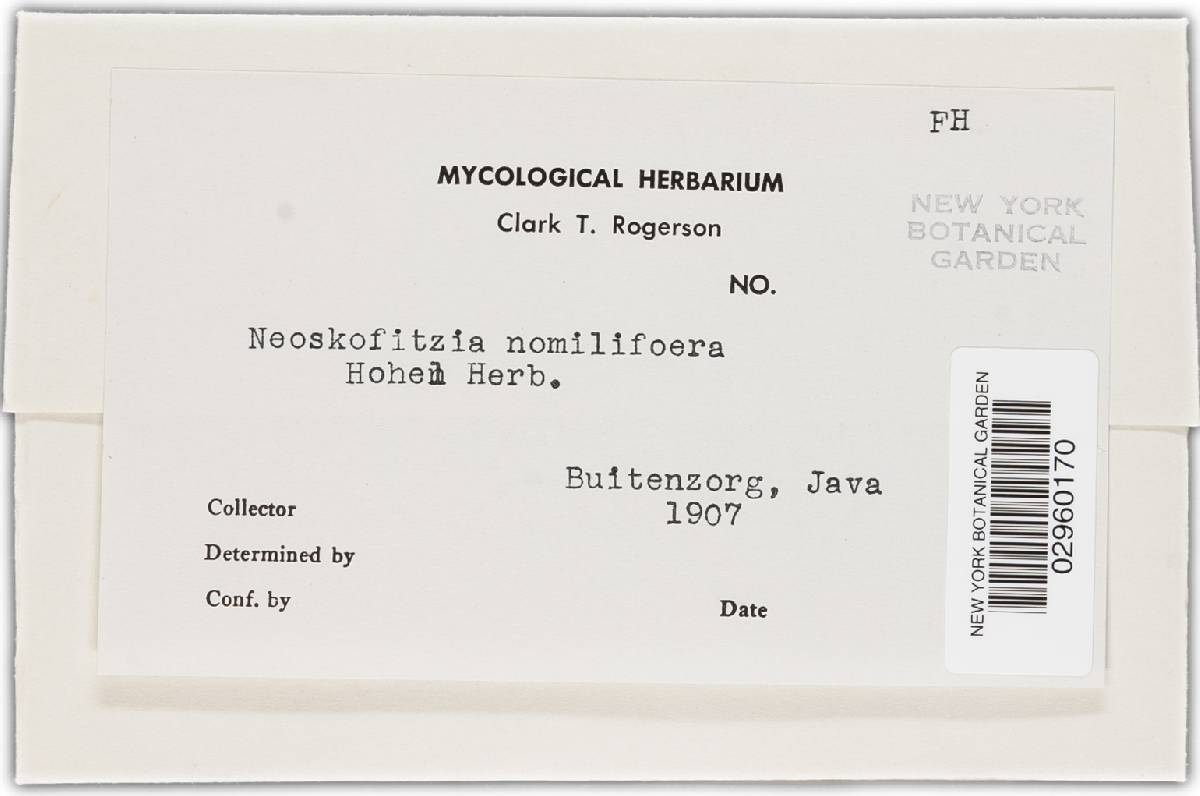 FH
MYCOLOGICAL HERBARIUM
Clark T. Rogerson
NEW YORK
BOTANICAL
GARDEN
NO.
Neoskofitzia nomilifoera
Hohen Herb.
Buitenzorg, Java
1907
Collector
Determined by
Conf. by
Date
NEW YORK BOTANICAL GARDEN
02960170